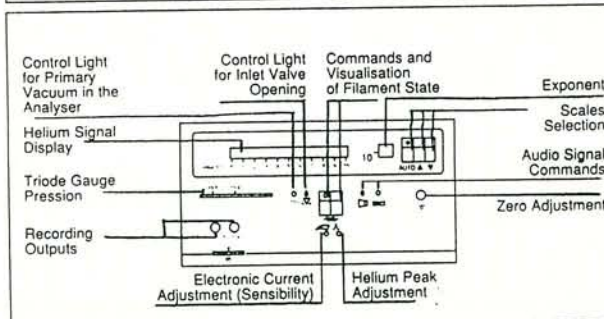 Control Light
for Primary
Vacuum in the
Analyser
Control Light
for Inlet Valve
Opening
Commands and
Visualisation
of Filament State
Exponent
Scales
Selection
Helium Signal
Display
10
AUTO
Audio Signal
Commands
Triode Gauge
Pression
Zero Adjustment
Recording
Outputs
Electronic Current
Adjustment (Sensibility)
Helium Peak
Adjustment